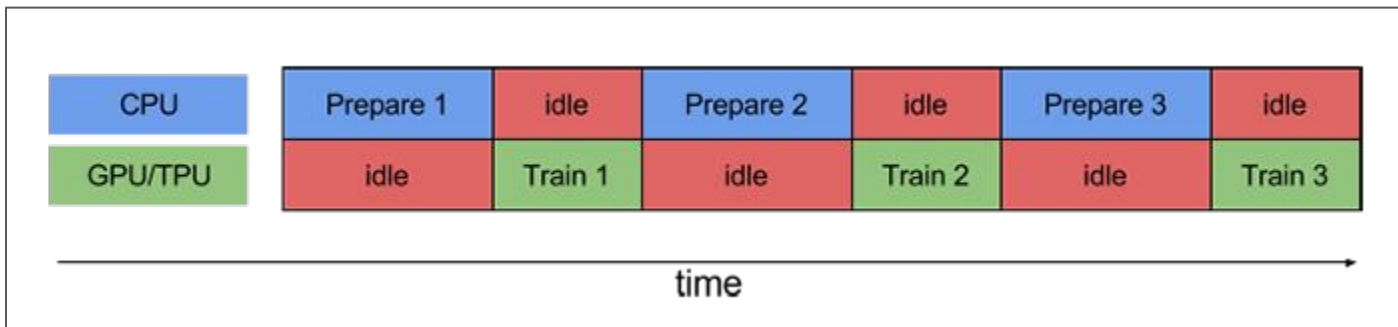 CPU Prepare 1 idle Prepare 2 idle Prepare 3 idle
GPU/TPU idle Train 1 idle Train 2 idle Train 3
time